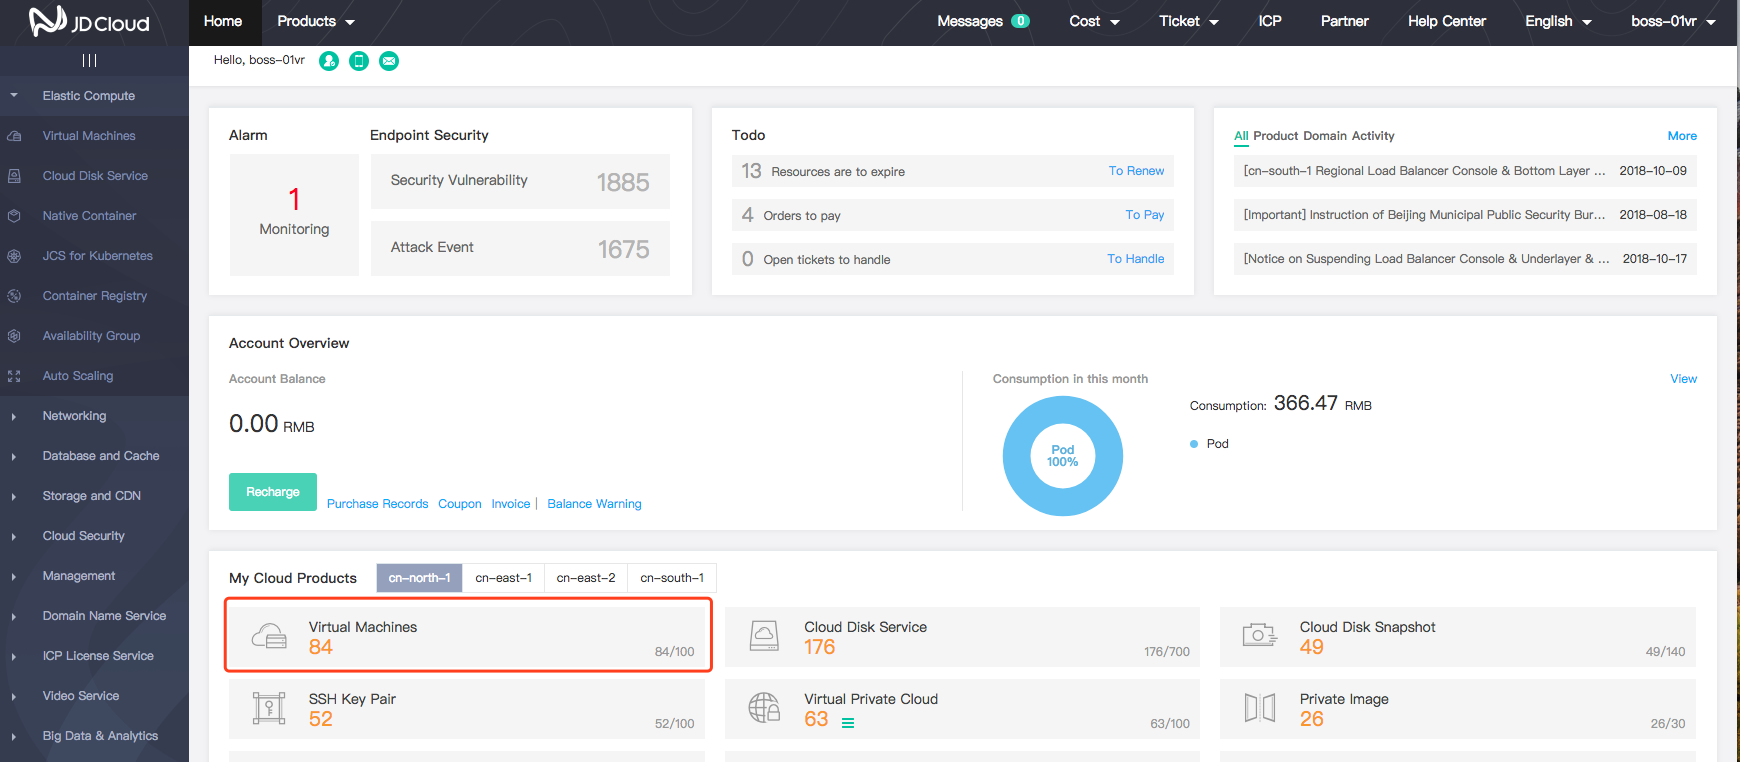 JD Cloud
Home
Products
Messages 0
Cost
Ticket
ICP
Partner
Help Center
English
boss-01vr
Hello, boss-01vr
Elastic Compute
Virtual Machines
Cloud Disk Service
Native Container
JCS for Kubernetes
Container Registry
Availability Group
Auto Scaling
Networking
Database and Cache
Storage and CDN
Cloud Security
Management
Domain Name Service
ICP License Service
Video Service
Big Data & Analytics
Alarm
1
Monitoring
Endpoint Security
Security Vulnerability 1885
Attack Event 1675
Todo
13 Resources are to expire To Renew
4 Orders to pay To Pay
0 Open tickets to handle To Handle
All Product Domain Activity More
[cn-south-1 Regional Load Balancer Console & Bottom Layer ... 2018-10-09
[Important] Instruction of Beijing Municipal Public Security Bur... 2018-08-18
[Notice on Suspending Load Balancer Console & Underlayer & ... 2018-10-17
Account Overview
Account Balance
0.00 RMB
Recharge
Purchase Records Coupon Invoice | Balance Warning
Consumption in this month View
Pod
100%
Consumption: 366.47 RMB
Pod
My Cloud Products cn-north-1 cn-east-1 cn-east-2 cn-south-1
Virtual Machines
84
84/100
Cloud Disk Service
176
176/700
Cloud Disk Snapshot
49
49/140
SSH Key Pair
52
52/100
Virtual Private Cloud
63
63/100
Private Image
26
26/30